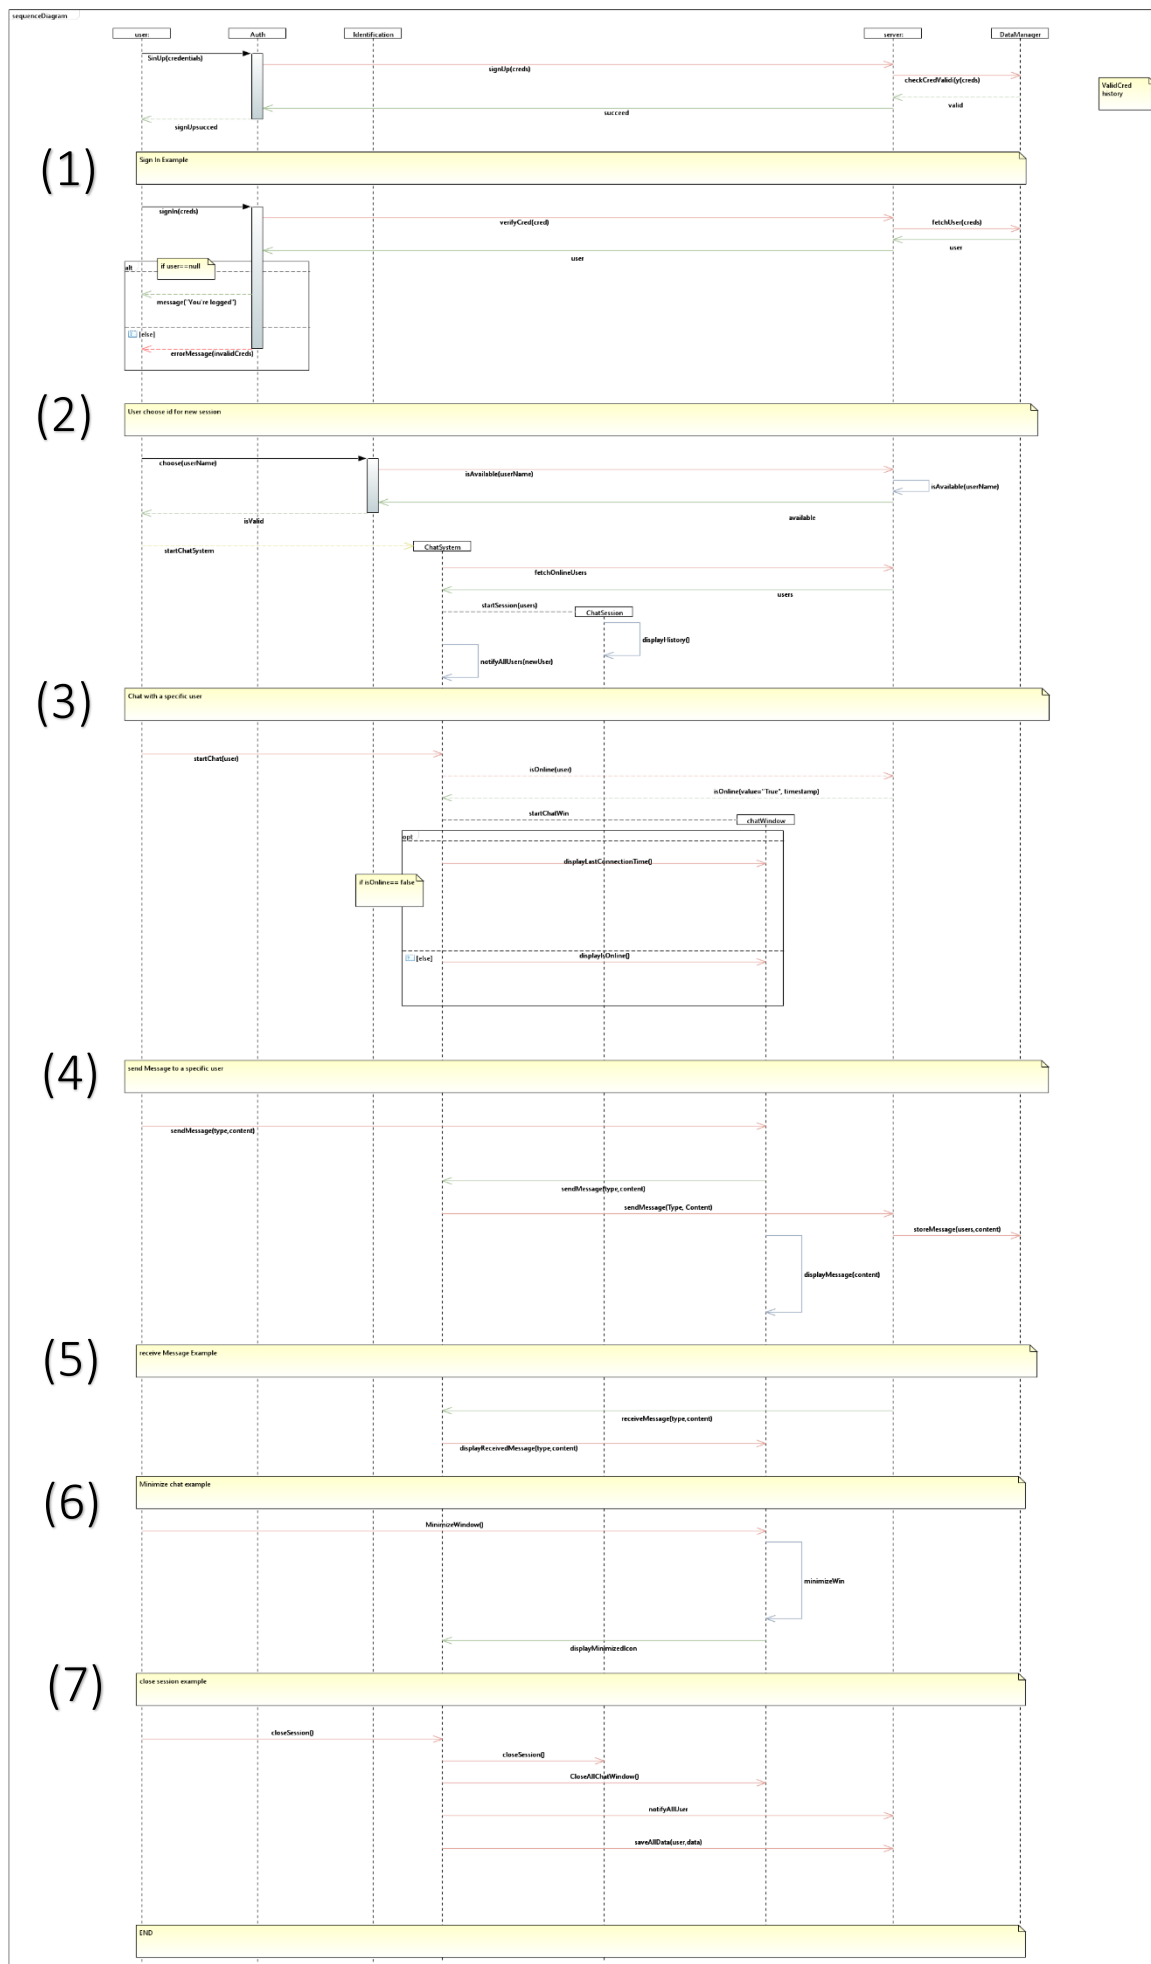 sequenceDiagram
user:
Auth
Identification
server:
DataManager
SinUp(credentials)
signUp(creds)
checkCredValidi(y(creds)
ValidCred
history
valid
succeed
signUpsucced
(1)
Sign In Example
signIn(creds)
verifyCred(cred)
fetchUser(creds)
user
user
alt
if user==null
message("You're logged")
[else]
errorMessage(invalidCreds)
(2)
User choose id for new session
choose(userName)
isAvailable(userName)
isAvailable(userName)
available
isValid
startChatSystem
ChatSystem
fetchOnlineUsers
users
startSession(users)
ChatSession
displayHistory()
notifyAllUsers(newUser)
(3)
Chat with a specific user
startChat(user)
isOnline(user)
isOnline(value="True", timestamp)
startChatWin
chatWindow
opt
displayLastConnectionTime()
if isOnline== false
[else]
displayIsOnline()
(4)
send Message to a specific user
sendMessage(type,content)
sendMessage(type,content)
sendMessage(Type, Content)
storeMessage(users,content)
displayMessage(content)
(5)
receive Message Example
receiveMessage(type,content)
displayReceivedMessage(type,content)
(6)
Minimize chat example
MinimizeWindow()
minimizeWin
displayMinimizedIcon
(7)
close session example
closeSession()
closeSession()
CloseAllChatWindow()
notifyAllUser
saveAllData(user,data)
END